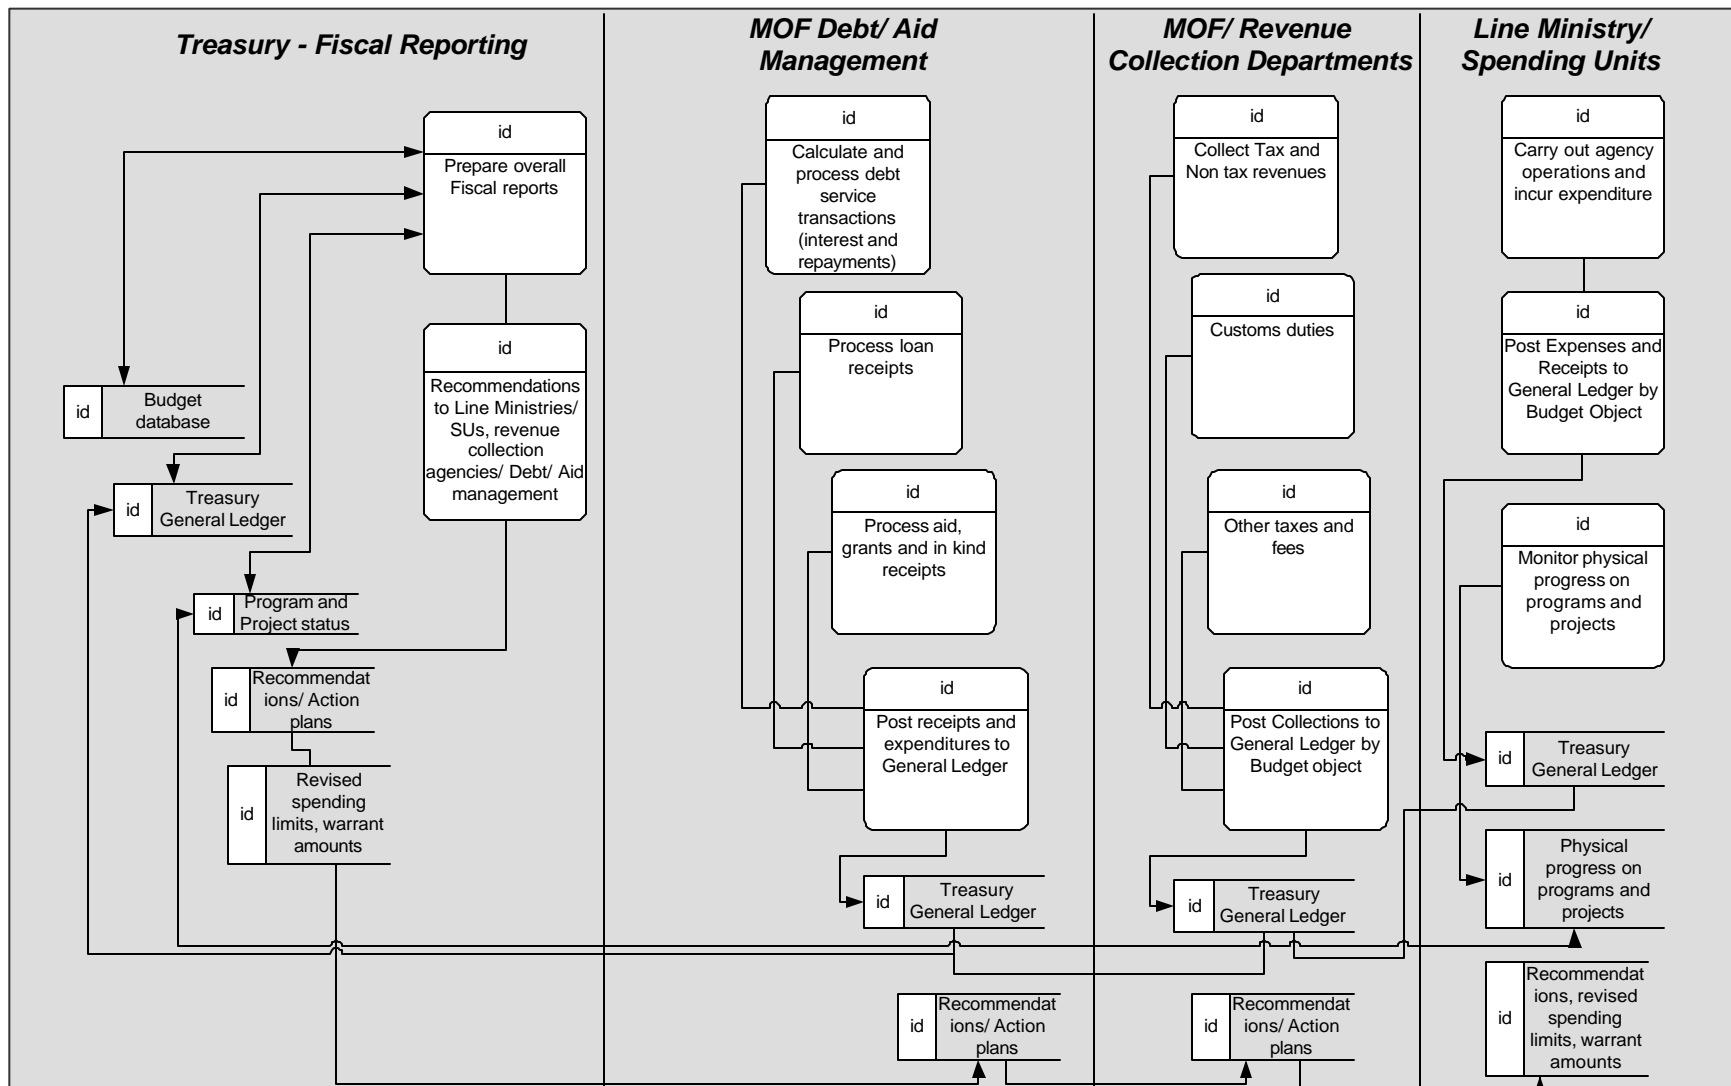 Treasury - Fiscal Reporting
id
Prepare overall
Fiscal reports
id
Recommendations
to Line Ministries/
SUs, revenue
collection
agencies/ Debt/ Aid
management
id
Budget
database
id
Treasury
General Ledger
id
Program and
Project status
id
Recommendat
ions/ Action
plans
id
Revised
spending
limits, warrant
amounts
MOF Debt/ Aid
Management
id
Calculate and
process debt
service
transactions
(interest and
repayments)
id
Process loan
receipts
id
Process aid,
grants and in kind
receipts
id
Post receipts and
expenditures to
General Ledger
id
Treasury
General Ledger
id
Recommendat
ions/ Action
plans
MOF/ Revenue
Collection Departments
id
Collect Tax and
Non tax revenues
id
Customs duties
id
Other taxes and
fees
id
Post Collections to
General Ledger by
Budget object
id
Treasury
General Ledger
id
Recommendat
ions/ Action
plans
Line Ministry/
Spending Units
id
Carry out agency
operations and
incur expenditure
id
Post Expenses and
Receipts to
General Ledger by
Budget Object
id
Monitor physical
progress on
programs and
projects
id
Treasury
General Ledger
id
Physical
progress on
programs and
projects
id
Recommendat
ions, revised
spending
limits, warrant
amounts